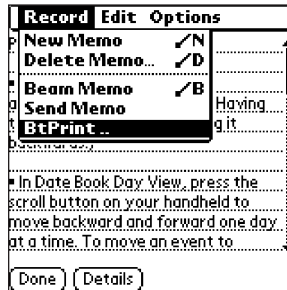 Record Edit Options
New Memo ⁄N
Delete Memo... ⁄D
Beam Memo ⁄B
Send Memo
Having
BtPrint ..
g it
backwards.)
▪ In Date Book Day View, press the
scroll button on your handheld to
move backward and forward one day
at a time. To move an event to
Done Details